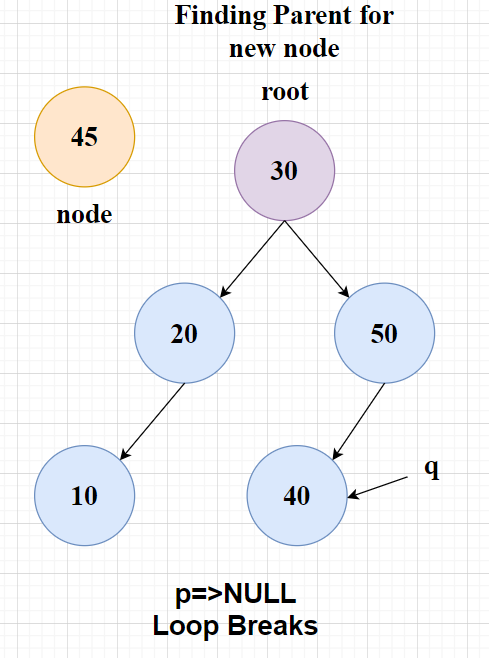 Finding Parent for
new node
root
45
30
node
20
50
q
10
40
p=>NULL
Loop Breaks